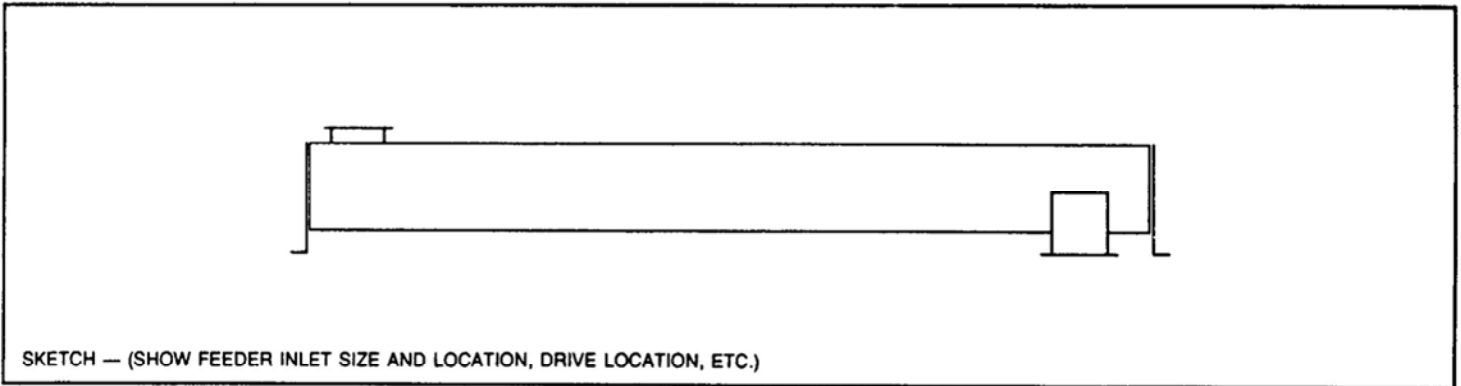 SKETCH — (SHOW FEEDER INLET SIZE AND LOCATION, DRIVE LOCATION, ETC.)